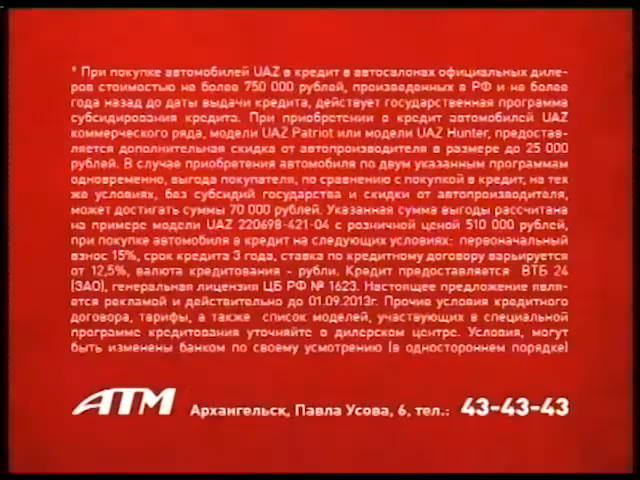 * При покупке автомобилей UAZ в кредит в автосалонах официальных диле-
ров стоимостью не более 750 000 рублей, произведенных в РФ и не более
года назад до даты выдачи кредита, действует государственная программа
субсидирования кредита. При приобретении в кредит автомобилей UAZ
коммерческого ряда, модели UAZ Patriot или модели UAZ Hunter, предостав-
ляется дополнительная скидка от автопроизводителя в размере до 25 000
рублей. В случае приобретения автомобиля по двум указанным программам
одновременно, выгода покупателя, по сравнению с покупкой в кредит, на тех
же условиях, без субсидий государства и скидки от автопроизводителя,
может достигать суммы 70 000 рублей. Указанная сумма выгоды рассчитана
на примере модели UAZ 220698-421-04 с розничной ценой 510 000 рублей,
при покупке автомобиля в кредит на следующих условиях: первоначальный
взнос 15%, срок кредита 3 года, ставка по кредитному договору варьируется
от 12,5%, валюта кредитования - рубли. Кредит предоставляется ВТБ 24
(ЗАО), генеральная лицензия ЦБ РФ № 1623. Настоящее предложение явля-
ется рекламой и действительно до 01.09.2013г. Прочие условия кредитного
договора, тарифы, а также список моделей, участвующих в специальной
программе кредитования уточняйте в дилерском центре. Условия, могут
быть изменены банком по своему усмотрению (в одностороннем порядке)
АТМ Архангельск, Павла Усова, 6, тел.: 43-43-43